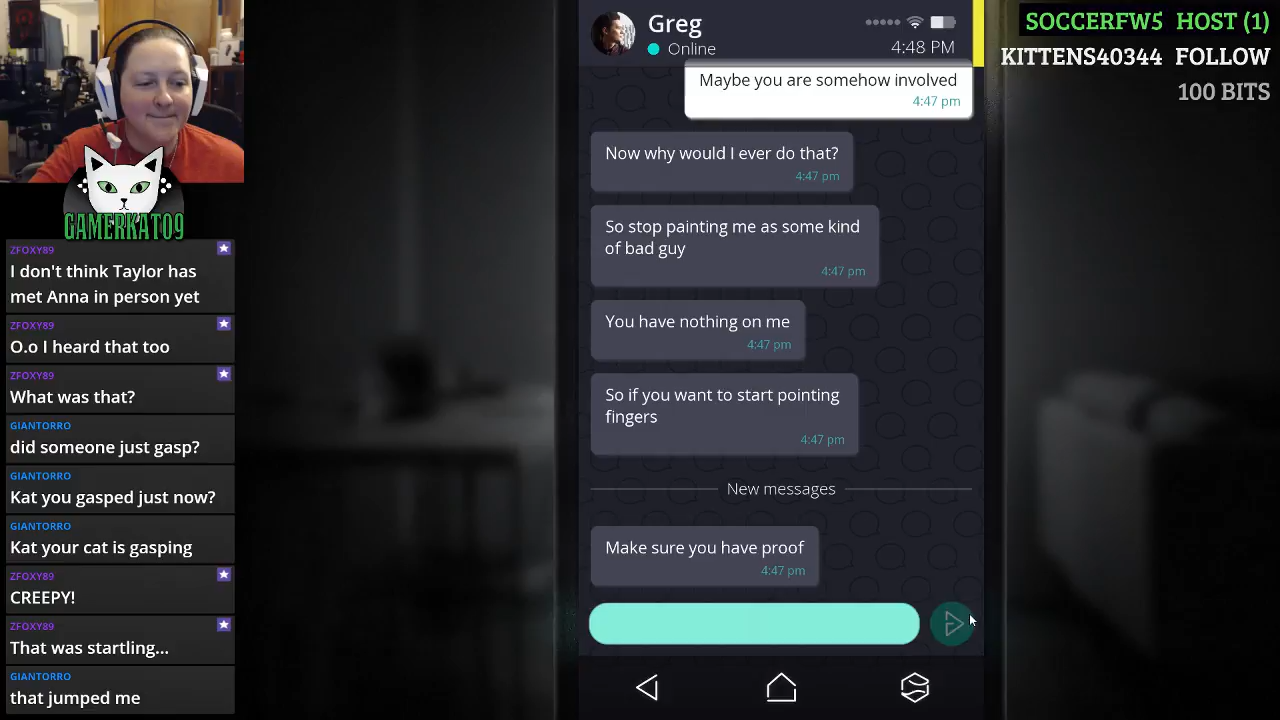 SOCCERFW5 HOST (1)
KITTENS40344 FOLLOW
100 BITS
Greg
Online
4:48 PM
Maybe you are somehow involved
4:47 pm
Now why would I ever do that?
4:47 pm
So stop painting me as some kind
of bad guy
4:47 pm
You have nothing on me
4:47 pm
So if you want to start pointing
fingers
4:47 pm
New messages
Make sure you have proof
4:47 pm
GAMERKAT09
ZFOXY89
I don't think Taylor has
met Anna in person yet
ZFOXY89
O.o I heard that too
ZFOXY89
What was that?
GIANTORRO
did someone just gasp?
GIANTORRO
Kat you gasped just now?
GIANTORRO
Kat your cat is gasping
ZFOXY89
CREEPY!
ZFOXY89
That was startling...
GIANTORRO
that jumped me